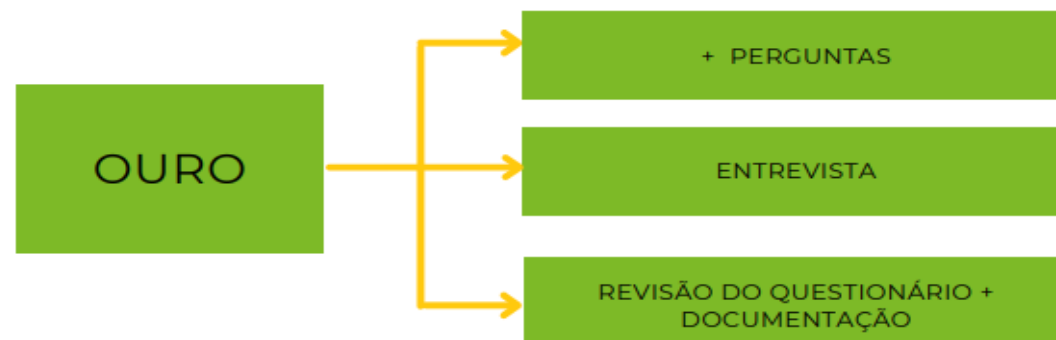 OURO
+ PERGUNTAS
ENTREVISTA
REVISÃO DO QUESTIONÁRIO +
DOCUMENTAÇÃO